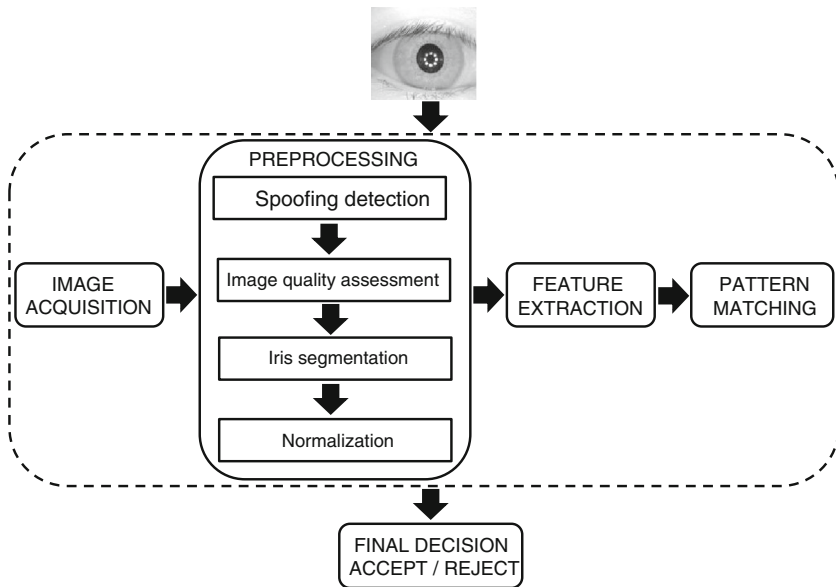 PREPROCESSING
Spoofing detection
Image quality assessment
Iris segmentation
Normalization
IMAGE
ACQUISITION
FEATURE
EXTRACTION
PATTERN
MATCHING
FINAL DECISION
ACCEPT / REJECT